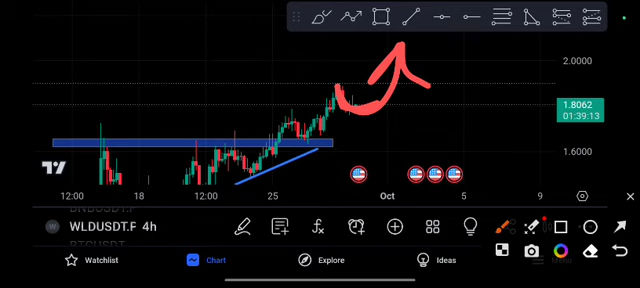 2.0000
1.8062
01:39:13
1.6000
12:00 18 12:00 25 Oct 5 9
W WLDUSDT.P 4h
Watchlist Chart Explore Ideas Menu